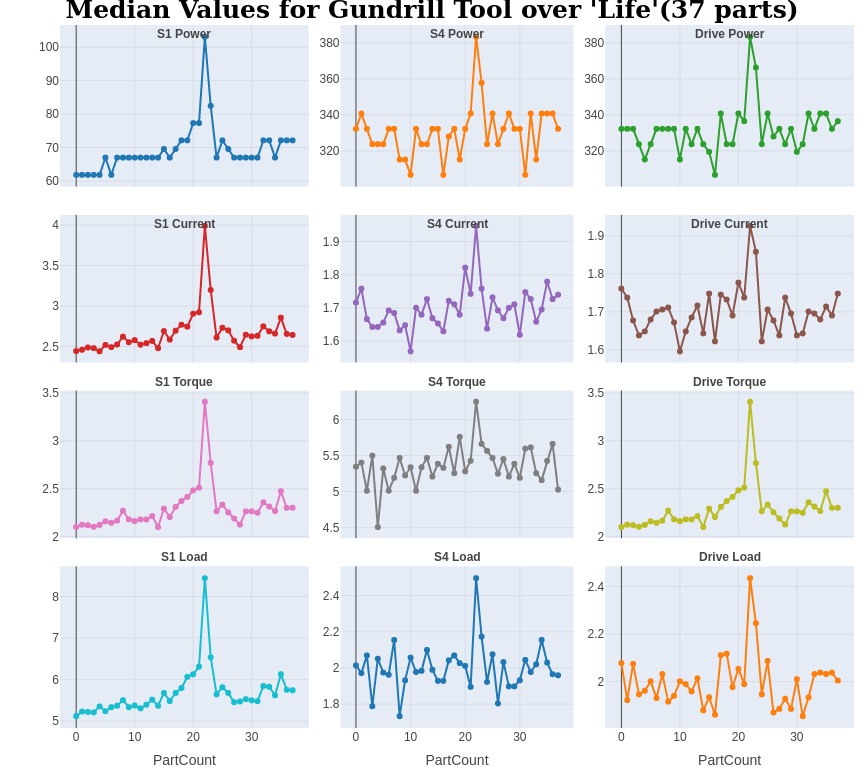 Median Values for Gundrill Tool over 'Life'(37 parts)
S1 Power S4 Power Drive Power
100 380 380
90 360 360
80 340 340
70 320 320
60
S1 Current S4 Current Drive Current
4 1.9 1.9
3.5 1.8 1.8
3 1.7 1.7
2.5 1.6 1.6
S1 Torque S4 Torque Drive Torque
3.5 6 3.5
3 5.5 3
2.5 5 2.5
2 4.5 2
S1 Load S4 Load Drive Load
8 2.4 2.4
7 2.2 2.2
6 2 2
5 1.8
0 10 20 30 0 10 20 30 0 10 20 30
PartCount PartCount PartCount